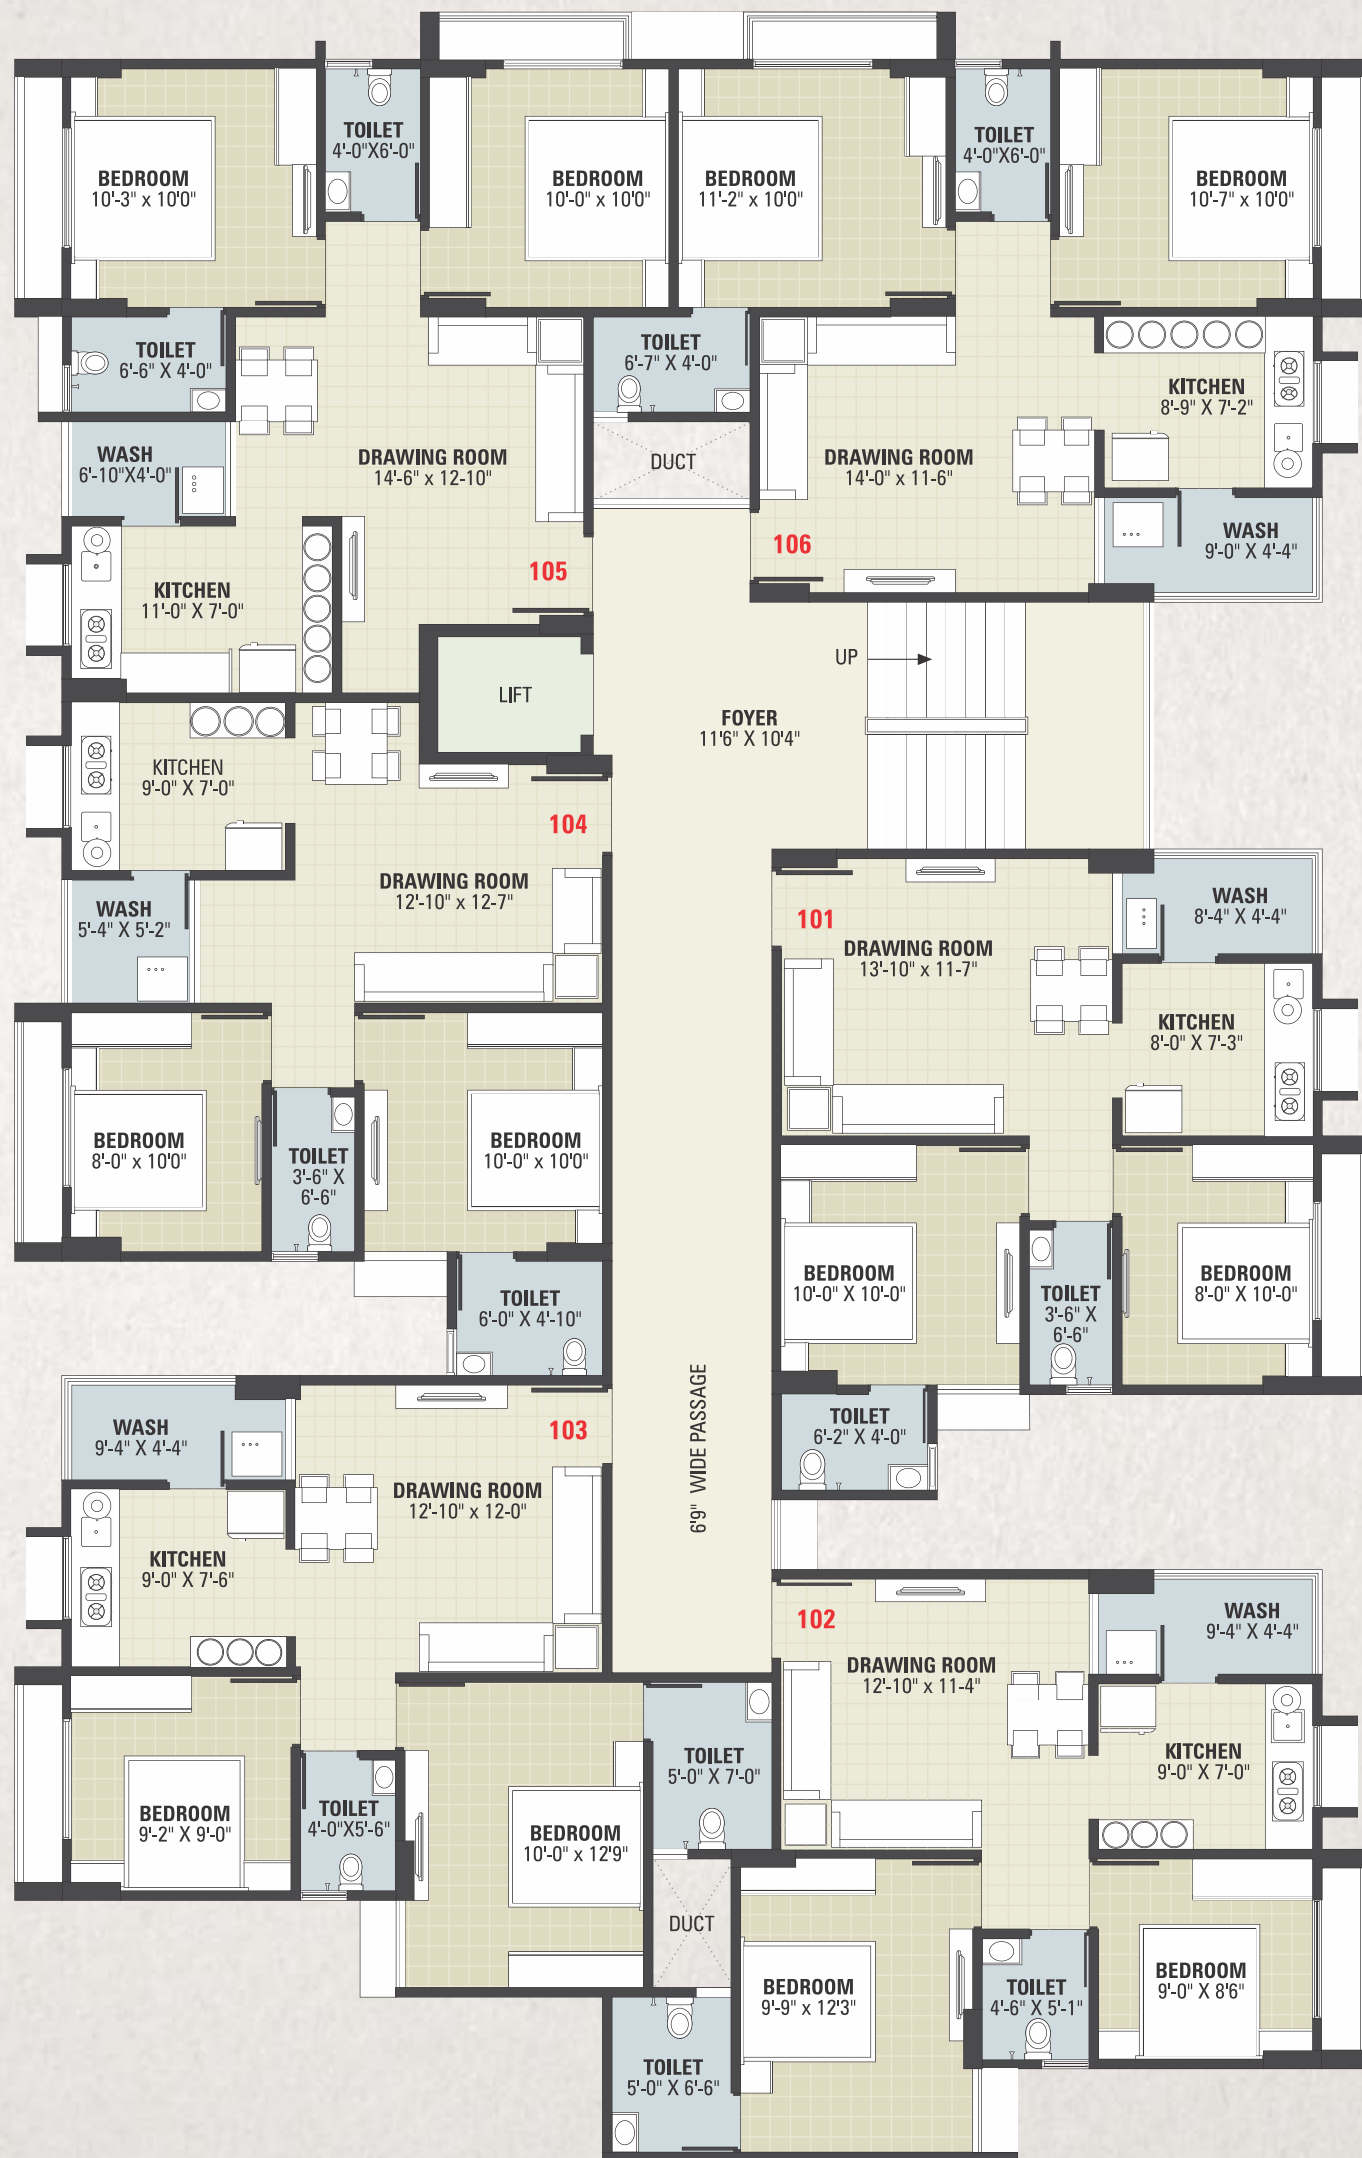 TOILET
4'-0"X6'-0"
TOILET
4'-0"X6'-0"
BEDROOM
10'-3" x 10'0"
BEDROOM
10'-0" x 10'0"
BEDROOM
11'-2" x 10'0"
BEDROOM
10'-7" x 10'0"
TOILET
6'-6" X 4'-0"
TOILET
6'-7" X 4'-0"
KITCHEN
8'-9" X 7'-2"
WASH
6'-10"X4'-0"
DRAWING ROOM
14'-6" x 12-10"
DUCT
DRAWING ROOM
14'-0" x 11-6"
WASH
9'-0" X 4'-4"
106
105
KITCHEN
11'-0" X 7'-0"
UP
LIFT
FOYER
11'6" X 10'4"
KITCHEN
9'-0" X 7'-0"
104
DRAWING ROOM
12'-10" x 12-7"
WASH
5'-4" X 5'-2"
WASH
8'-4" X 4'-4"
101
DRAWING ROOM
13'-10" x 11-7"
KITCHEN
8'-0" X 7'-3"
BEDROOM
8'-0" x 10'0"
TOILET
3'-6" X
6'-6"
BEDROOM
10'-0" x 10'0"
BEDROOM
10'-0" X 10'-0"
TOILET
3'-6" X
6'-6"
BEDROOM
8'-0" X 10'-0"
TOILET
6'-0" X 4'-10"
6'9" WIDE PASSAGE
TOILET
6'-2" X 4'-0"
WASH
9'-4" X 4'-4"
103
DRAWING ROOM
12'-10" x 12-0"
KITCHEN
9'-0" X 7'-6"
102
WASH
9'-4" X 4'-4"
DRAWING ROOM
12'-10" x 11-4"
KITCHEN
9'-0" X 7'-0"
TOILET
5'-0" X 7'-0"
BEDROOM
9'-2" X 9'-0"
TOILET
4'-0"X5'-6"
BEDROOM
10'-0" x 12'9"
DUCT
BEDROOM
9'-9" x 12'3"
TOILET
4'-6" X 5'-1"
BEDROOM
9'-0" X 8'6"
TOILET
5'-0" X 6'-6"